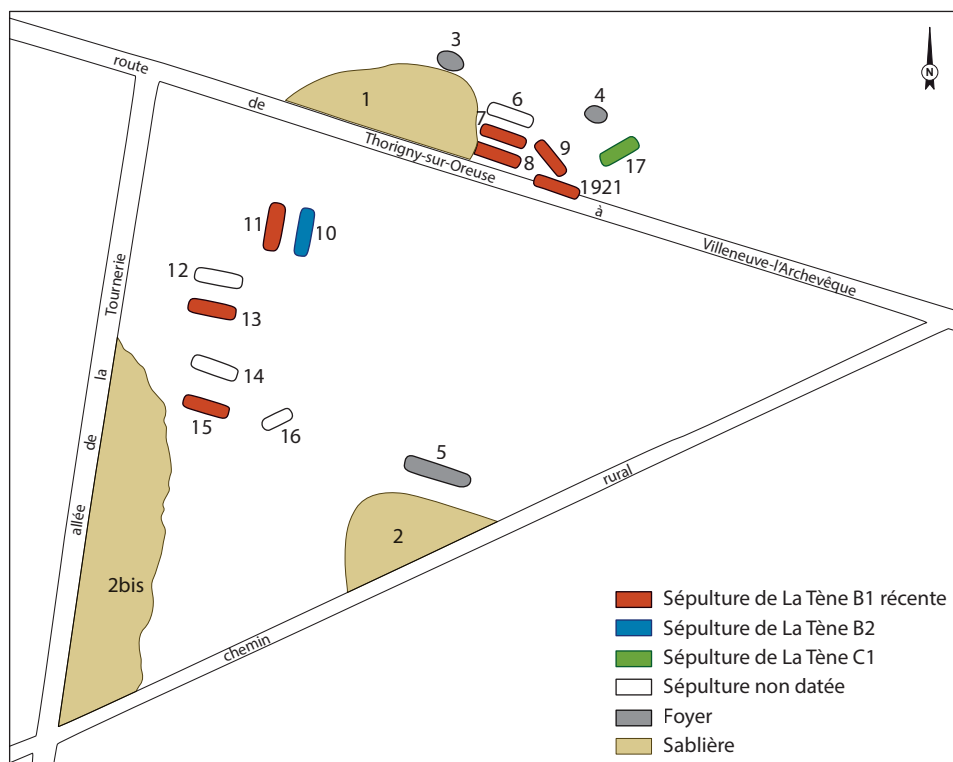 3
route
1
de
6
4
N
7
Thorigny-sur-Oreuse
9
8
17
1921
à
11
10
Villeneuve-l'Archevêque
12
13
14
15
16
5
2
2bis
allée
de
la
Tournerie
chemin
rural
Sépulture de La Tène B1 récente
Sépulture de La Tène B2
Sépulture de La Tène C1
Sépulture non datée
Foyer
Sablière